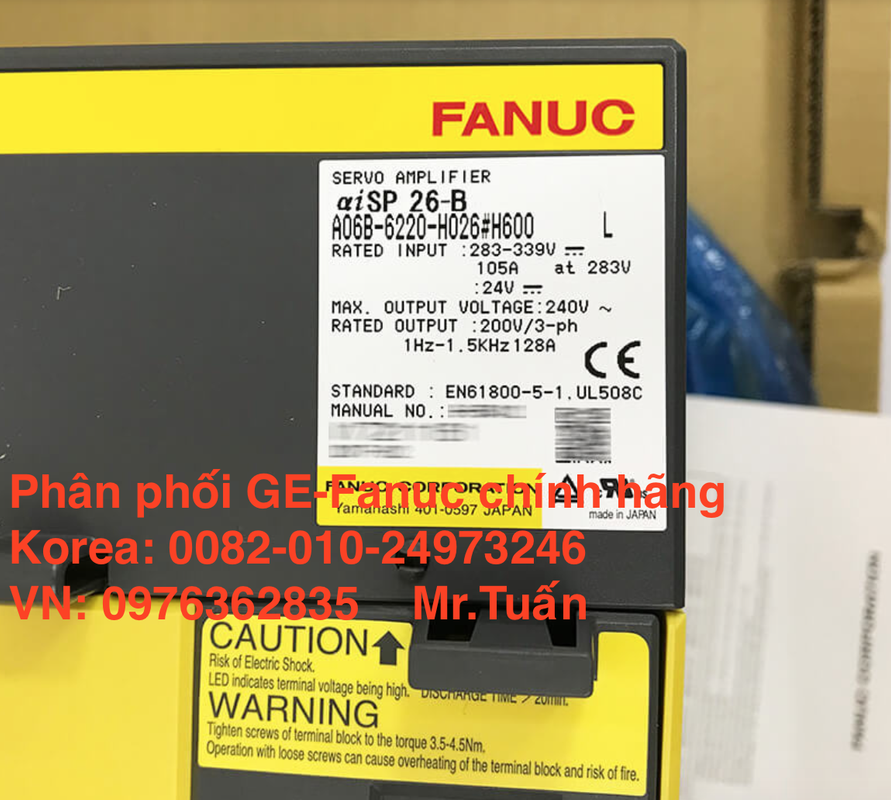 FANUC
SERVO AMPLIFIER
αiSP 26-B
A06B-6220-H026#H600 L
RATED INPUT :283-339V ⎓
105A at 283V
:24V ⎓
MAX. OUTPUT VOLTAGE:240V ~
RATED OUTPUT :200V/3-ph
1Hz-1.5KHz128A
CE
STANDARD : EN61800-5-1,UL508C
MANUAL NO.:
FANUC CORPORATION
Yamanashi 401-0597 JAPAN
made in JAPAN
Phân phối GE-Fanuc chính hãng
Korea: 0082-010-24973246
VN: 0976362835 Mr.Tuấn
CAUTION
Risk of Electric Shock.
LED indicates terminal voltage being high. DISCHARGE TIME > 20min.
WARNING
Tighten screws of terminal block to the torque 3.5-4.5Nm.
Operation with loose screws can cause overheating of the terminal block and risk of fire.